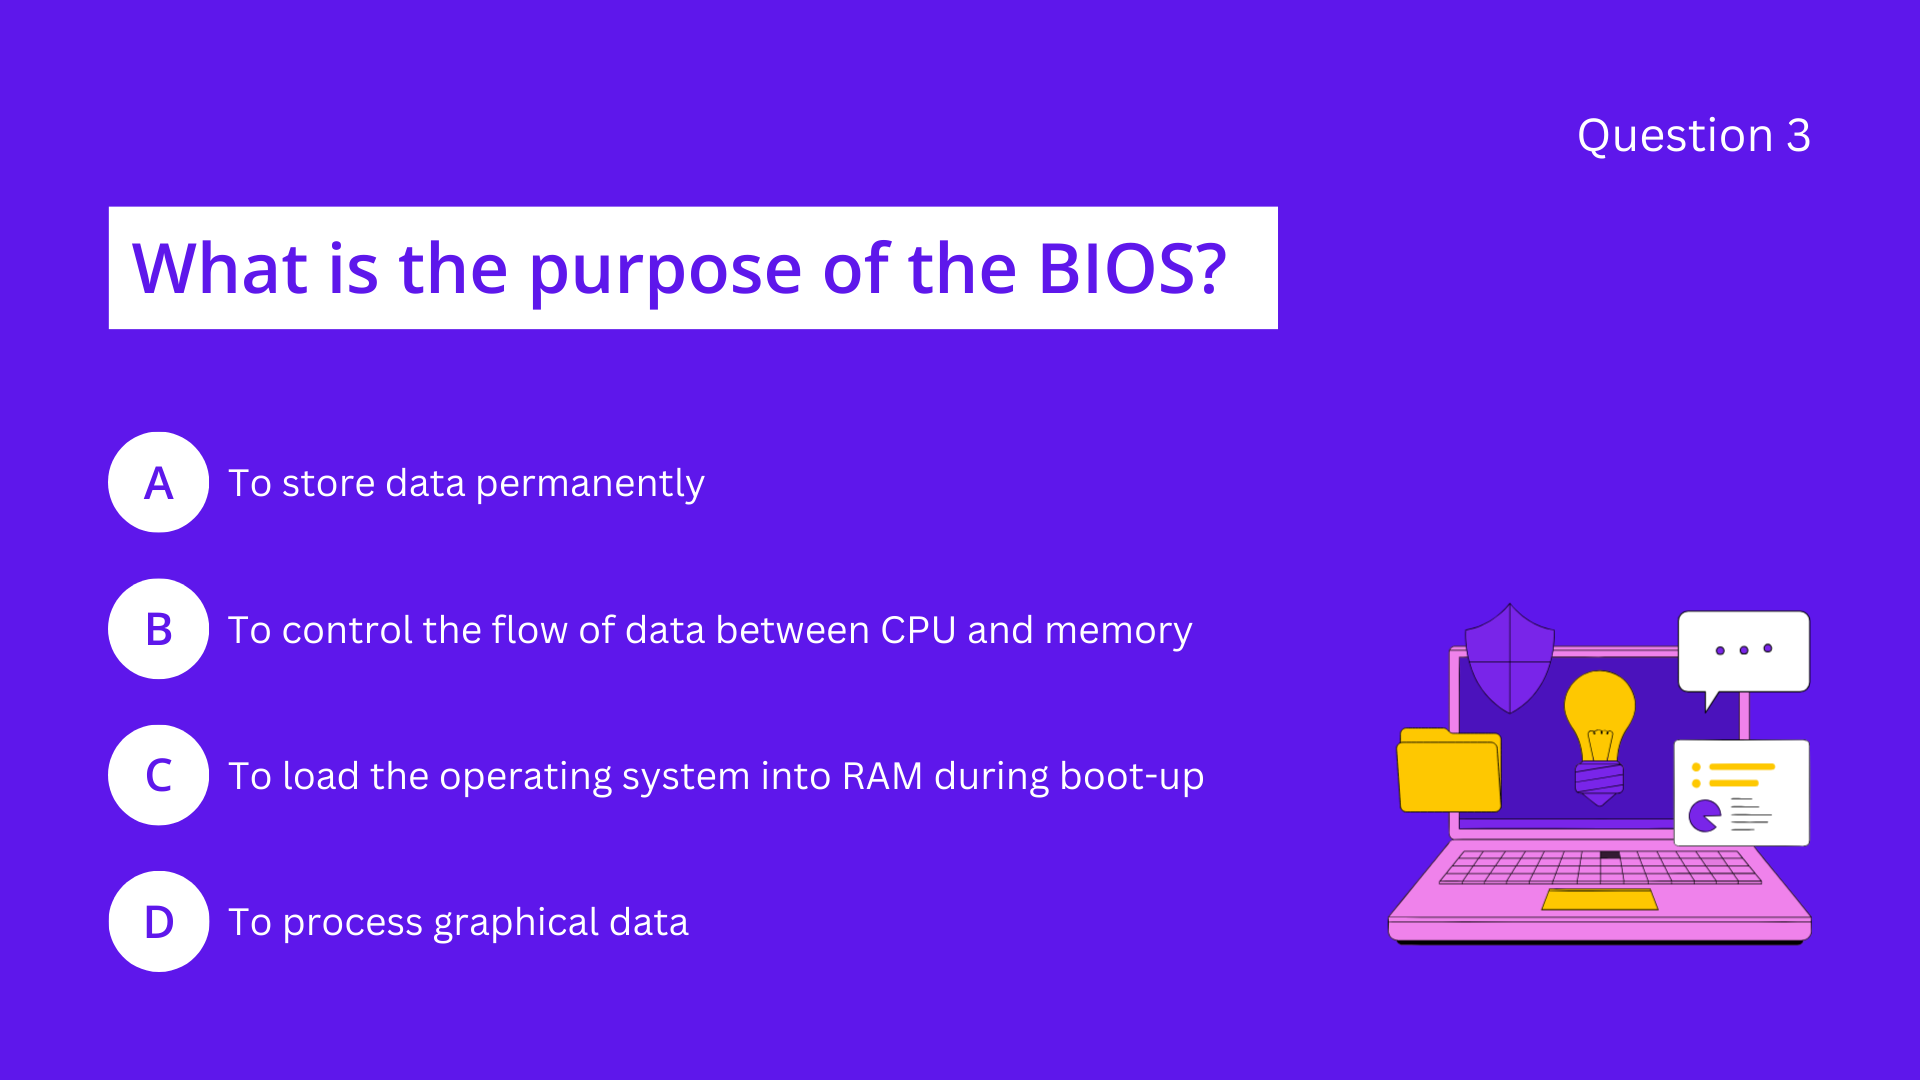 Question 3
What is the purpose of the BIOS?
A To store data permanently
B To control the flow of data between CPU and memory
C To load the operating system into RAM during boot-up
D To process graphical data